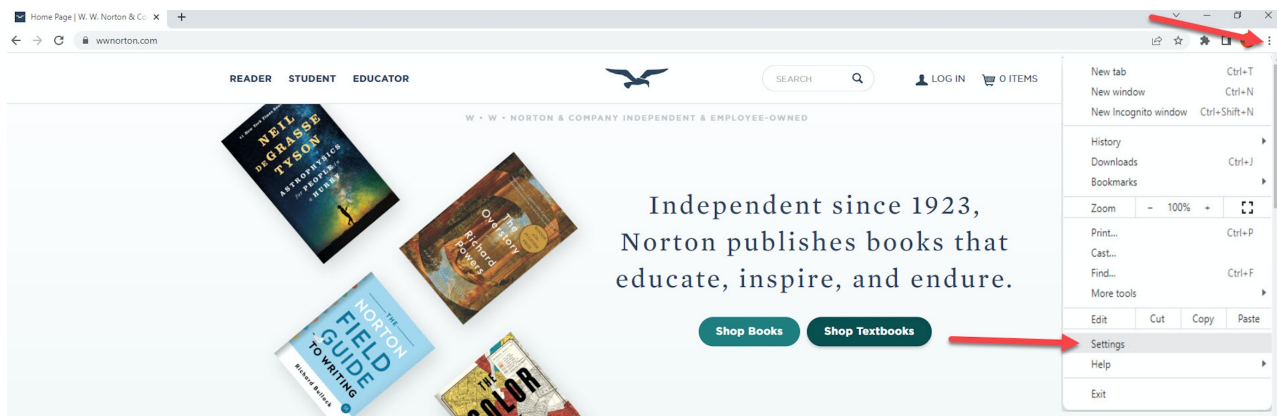 Home Page | W. W. Norton & Co
wwnorton.com
READER STUDENT EDUCATOR
SEARCH
LOG IN
0 ITEMS
W • W • NORTON & COMPANY INDEPENDENT & EMPLOYEE-OWNED
NEIL
DEGRASSE
TYSON
ASTROPHYSICS
for PEOPLE in
a HURRY
The
Overstory
Richard
Powers
THE
NORTON
FIELD
GUIDE
TO WRITING
Richard Bullock
THE
COLOR
Independent since 1923,
Norton publishes books that
educate, inspire, and endure.
Shop Books
Shop Textbooks
New tab Ctrl+T
New window Ctrl+N
New Incognito window Ctrl+Shift+N
History
Downloads Ctrl+J
Bookmarks
Zoom - 100% +
Print... Ctrl+P
Cast...
Find... Ctrl+F
More tools
Edit Cut Copy Paste
Settings
Help
Exit